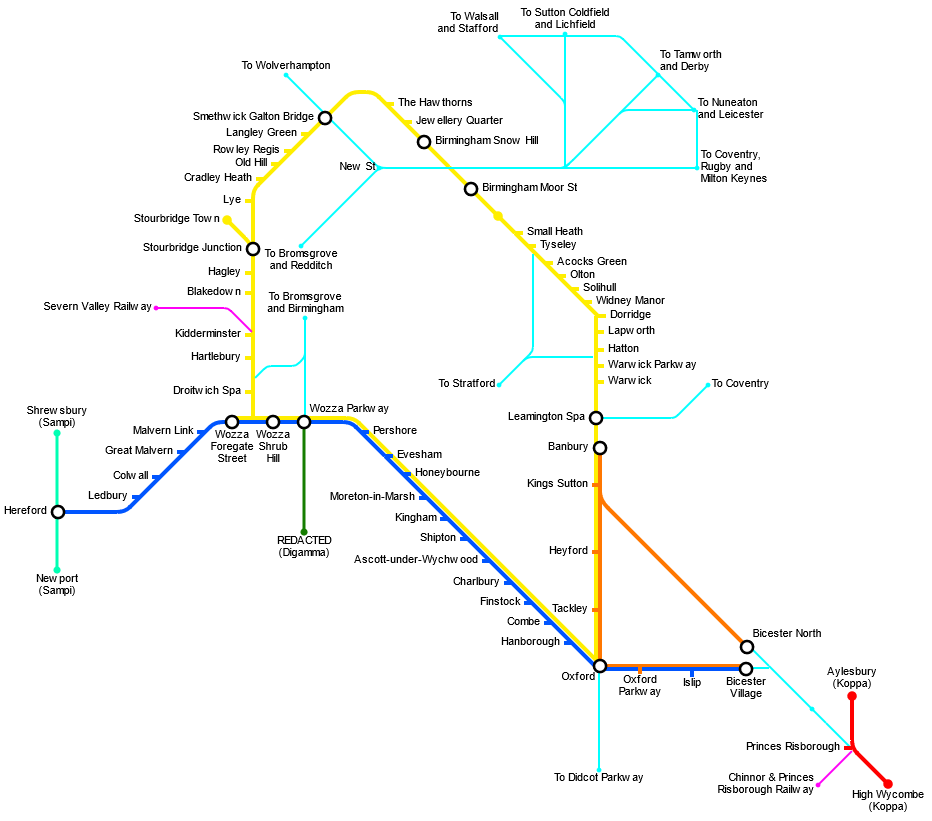 To Walsall
and Stafford
To Sutton Coldfield
and Lichfield
To Tamworth
and Derby
To Wolverhampton
To Nuneaton
and Leicester
The Hawthorns
Smethwick Galton Bridge
Jewellery Quarter
Langley Green
Birmingham Snow Hill
Rowley Regis
Old Hill
New St
To Coventry,
Rugby and
Milton Keynes
Cradley Heath
Birmingham Moor St
Lye
Stourbridge Town
Small Heath
Stourbridge Junction
Tyseley
To Bromsgrove
and Redditch
Acocks Green
Hagley
Olton
Solihull
Blakedown
To Bromsgrove
and Birmingham
Widney Manor
Severn Valley Railway
Dorridge
Kidderminster
Lapworth
Hatton
Hartlebury
Warwick Parkway
Warwick
To Stratford
To Coventry
Droitwich Spa
Wozza Parkway
Shrewsbury
(Sampi)
Leamington Spa
Malvern Link
Wozza
Foregate
Street
Wozza
Shrub
Hill
Pershore
Great Malvern
Banbury
Evesham
Colwall
Honeybourne
Kings Sutton
Ledbury
Moreton-in-Marsh
Hereford
Kingham
REDACTED
(Digamma)
Shipton
Heyford
Ascott-under-Wychwood
Newport
(Sampi)
Charlbury
Finstock
Tackley
Combe
Bicester North
Hanborough
Oxford
Oxford
Parkway
Islip
Bicester
Village
Aylesbury
(Koppa)
Princes Risborough
To Didcot Parkway
Chinnor & Princes
Risborough Railway
High Wycombe
(Koppa)